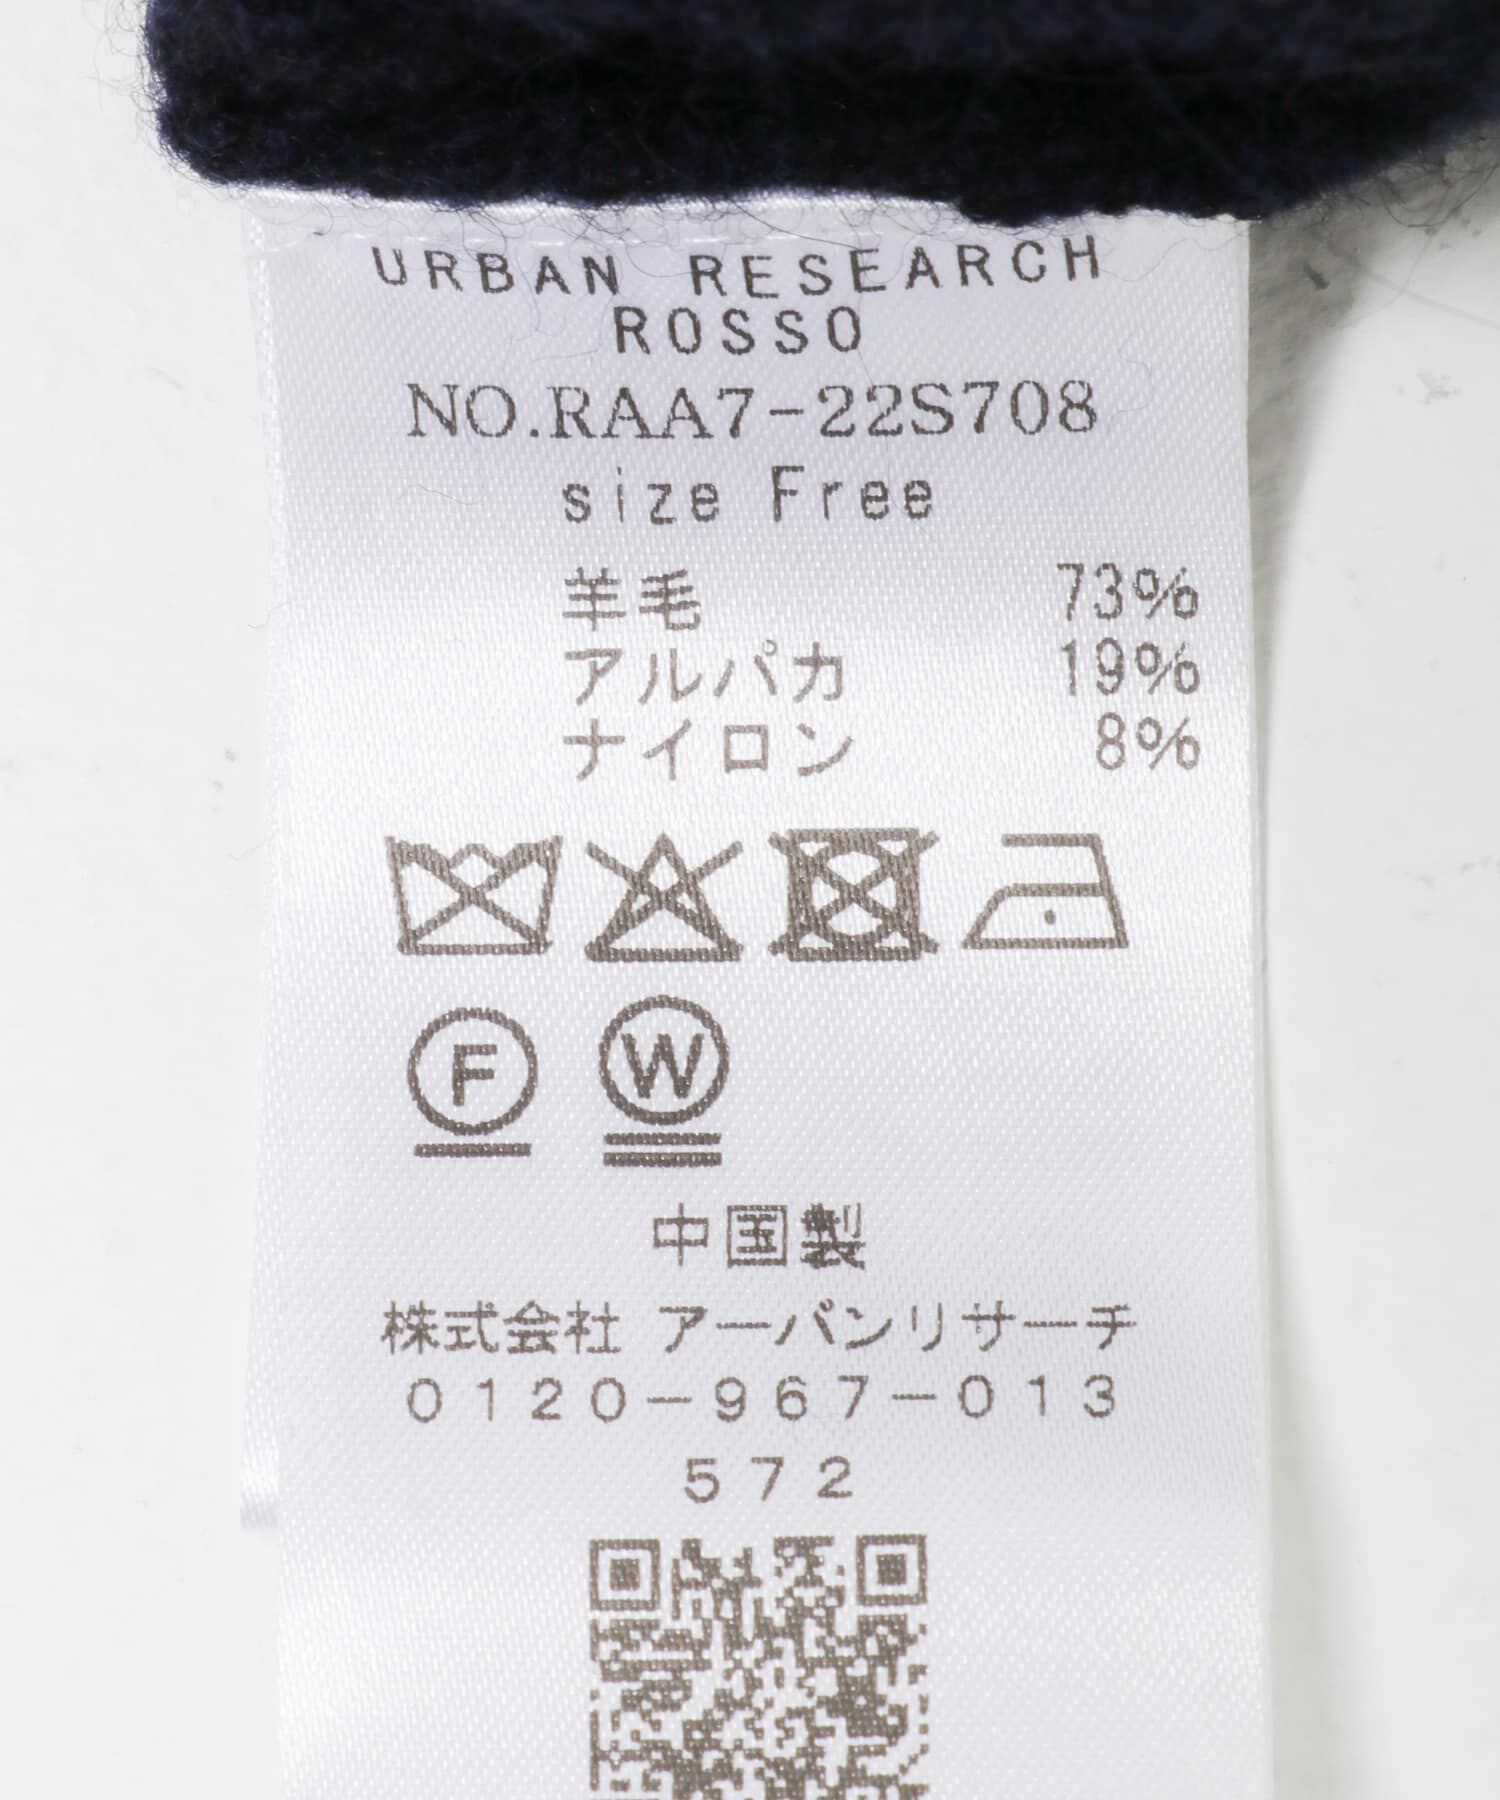 URBAN RESEARCH
ROSSO
NO.RAA7-22S708
size Free
羊毛 73%
アルパカ 19%
ナイロン 8%
F W
中国製
株式会社 アーバンリサーチ
0120-967-013
572